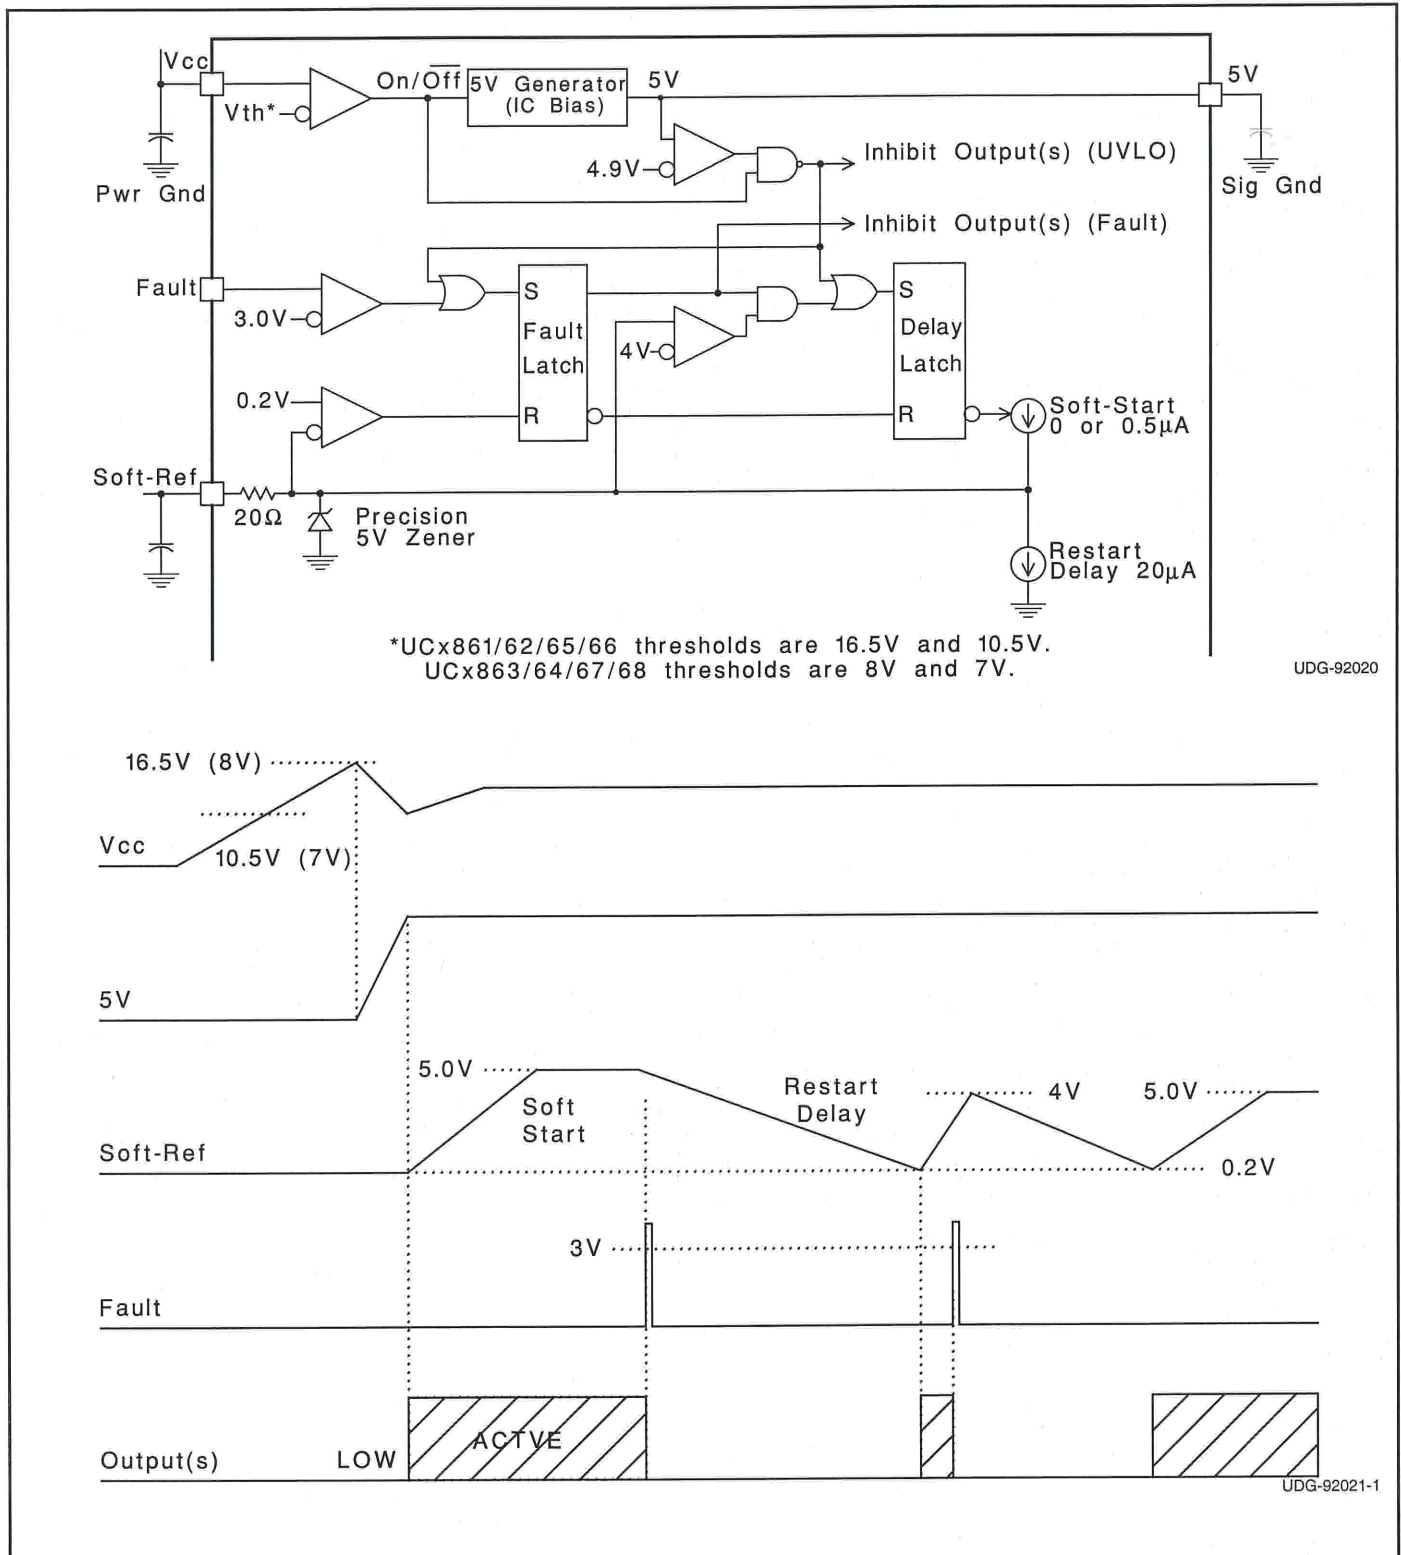 Vcc
On/Off
5V Generator
(IC Bias)
5V
5V
Vth*
4.9V
Inhibit Output(s) (UVLO)
Pwr Gnd
Sig Gnd
Inhibit Output(s) (Fault)
Fault
3.0V
S
Fault
Latch
R
4V
S
Delay
Latch
R
0.2V
Soft-Start
0 or 0.5µA
Soft-Ref
20Ω
Precision
5V Zener
Restart
Delay 20µA
*UCx861/62/65/66 thresholds are 16.5V and 10.5V.
UCx863/64/67/68 thresholds are 8V and 7V.
UDG-92020
16.5V (8V)
Vcc
10.5V (7V)
5V
5.0V
Soft
Start
Restart
Delay
4V
5.0V
Soft-Ref
0.2V
3V
Fault
Output(s)
LOW
ACTVE
UDG-92021-1